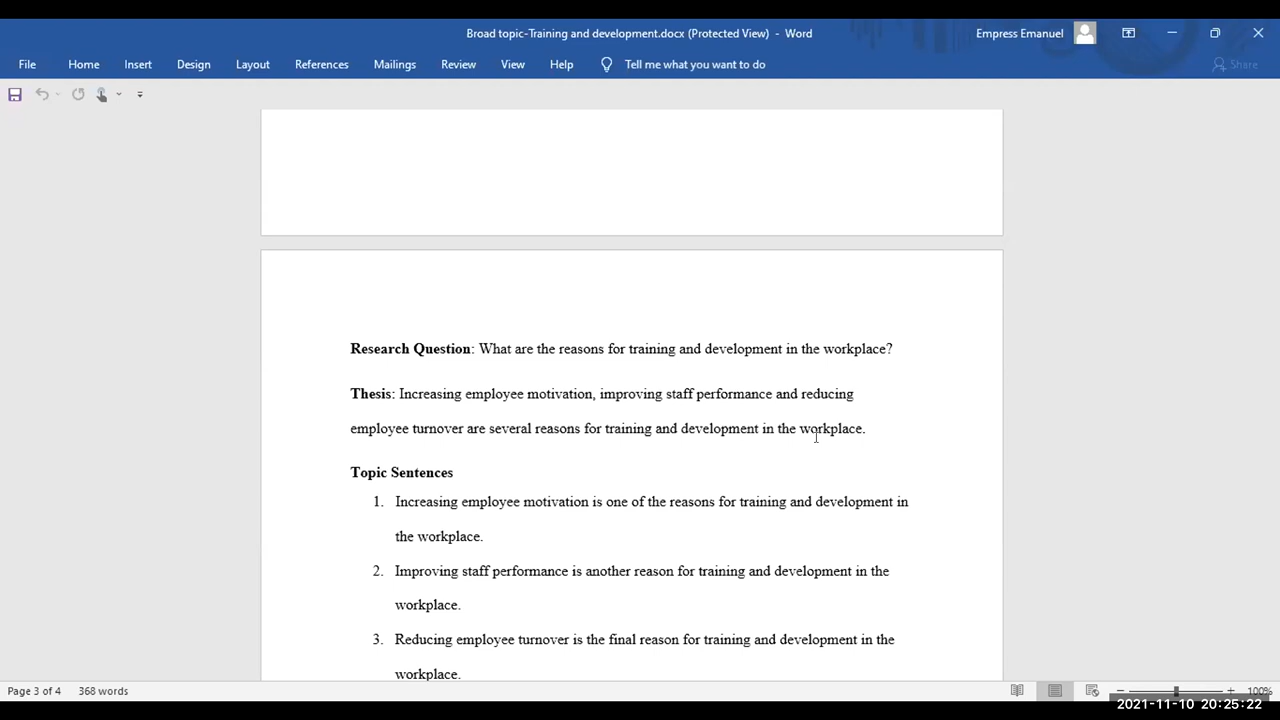 Broad topic-Training and development.docx (Protected View) - Word
Empress Emanuel
File Home Insert Design Layout References Mailings Review View Help Tell me what you want to do Share
Research Question: What are the reasons for training and development in the workplace?
Thesis: Increasing employee motivation, improving staff performance and reducing
employee turnover are several reasons for training and development in the workplace.
Topic Sentences
1. Increasing employee motivation is one of the reasons for training and development in
the workplace.
2. Improving staff performance is another reason for training and development in the
workplace.
3. Reducing employee turnover is the final reason for training and development in the
workplace.
Page 3 of 4 368 words 100%
2021-11-10 20:25:22